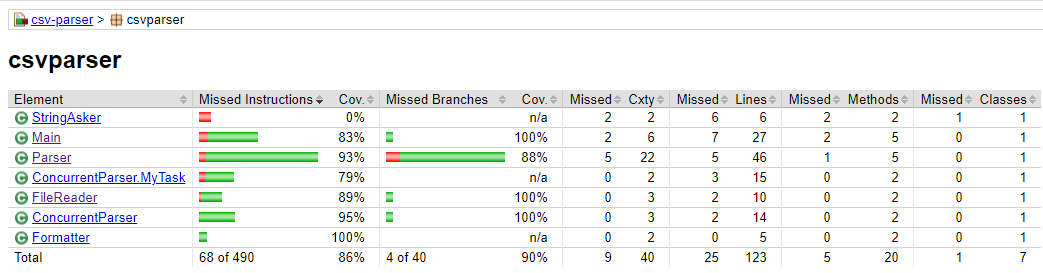 csv-parser > csvparser
csvparser
Element Missed Instructions Cov. Missed Branches Cov. Missed Cxty Missed Lines Missed Methods Missed Classes
C StringAsker 0% n/a 2 2 6 6 2 2 1 1
C Main 83% 100% 2 6 7 27 2 5 0 1
C Parser 93% 88% 5 22 5 46 1 5 0 1
C ConcurrentParser.MyTask 79% n/a 0 2 3 15 0 2 0 1
C FileReader 89% 100% 0 3 2 10 0 2 0 1
C ConcurrentParser 95% 100% 0 3 2 14 0 2 0 1
C Formatter 100% n/a 0 2 0 5 0 2 0 1
Total 68 of 490 86% 4 of 40 90% 9 40 25 123 5 20 1 7